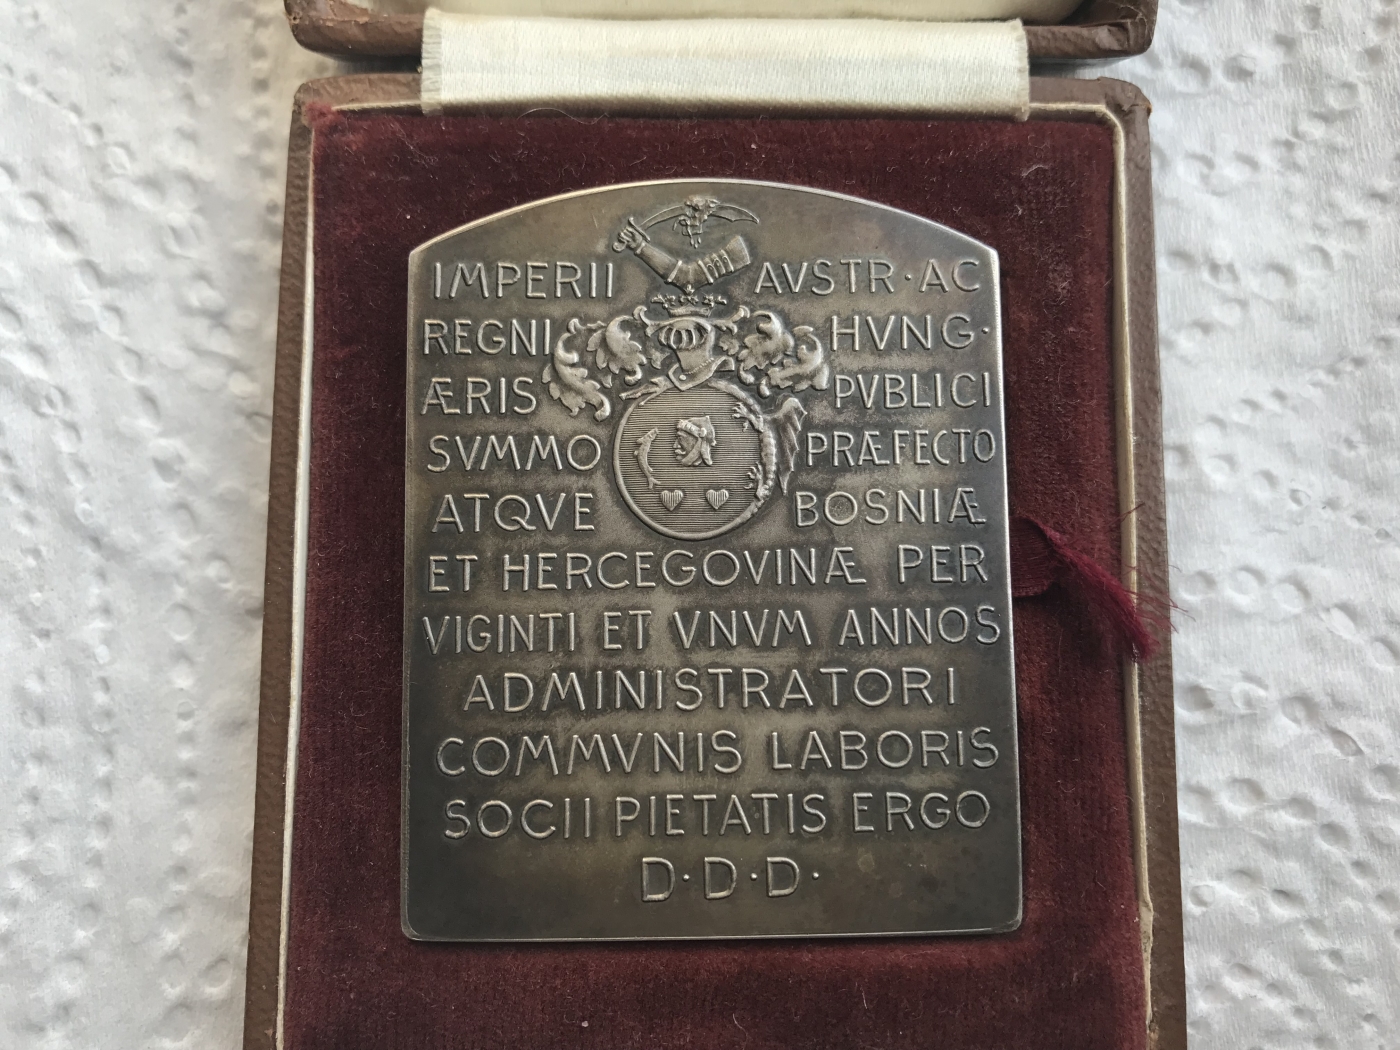 IMPERII AVSTR·AC
REGNI HVNG·
ÆRIS PVBLICI
SVMMO PRÆFECTO
ATQVE BOSNIÆ
ET HERCEGOVINÆ PER
VIGINTI ET VNVM ANNOS
ADMINISTRATORI
COMMVNIS LABORIS
SOCII PIETATIS ERGO
D·D·D·